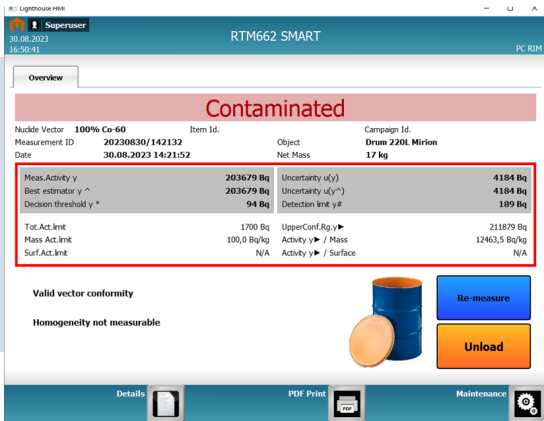 Lighthouse HMI
Superuser
30.08.2023
16:50:41
RTM662 SMART
PC RIM
Overview
Contaminated
Nuclide Vector 100% Co-60 Item Id. Campaign Id.
Measurement ID 20230830/142132 Object Drum 220L Mirion
Date 30.08.2023 14:21:52 Net Mass 17 kg
Meas.Activity y 203679 Bq Uncertainty u(y) 4184 Bq
Best estimator y ^ 203679 Bq Uncertainty u(y^) 4184 Bq
Decision threshold y * 94 Bq Detection limit y# 189 Bq
Tot.Act.limit 1700 Bq UpperConf.Rg.y► 211879 Bq
Mass Act.limit 100,0 Bq/kg Activity y► / Mass 12463,5 Bq/kg
Surf.Act.limit N/A Activity y► / Surface N/A
Valid vector conformity
Homogeneity not measurable
Re-measure
Unload
Details
PDF Print
PDF
Maintenance